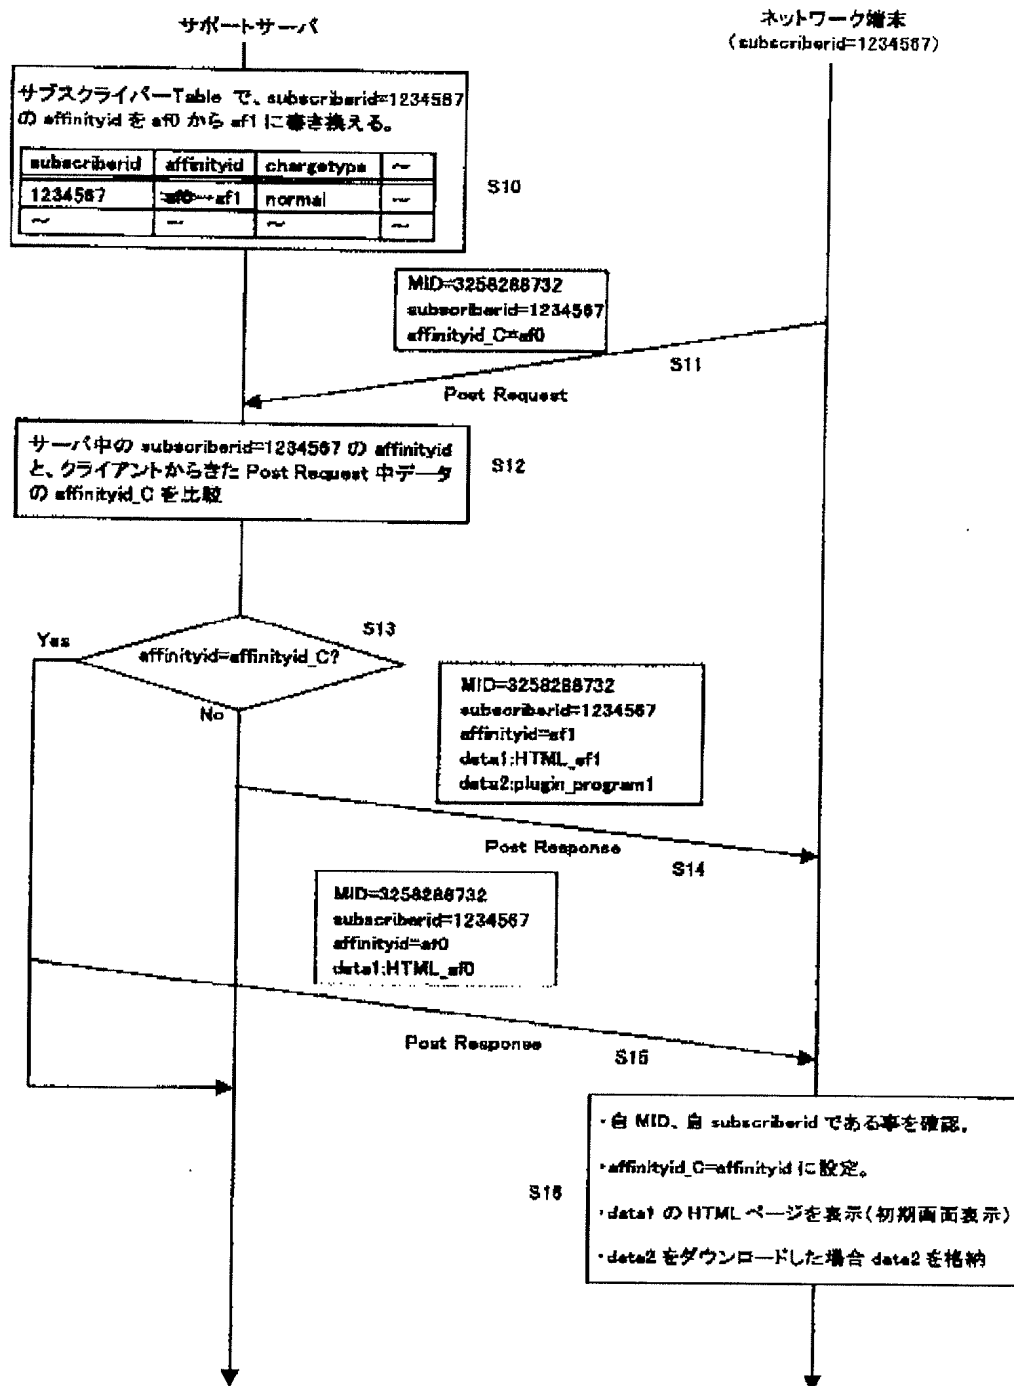 サポートサーバ
ネットワーク端末
(subscriberid=1234567)
サブスクライバーTable で、subscriberid=1234567
の affinityid を af0 から af1 に書き換える。
subscriberid affinityid chargetype ～
1234567 af0→af1 normal ～
～ ～ ～ ～
S10
MID=3258288732
subscriberid=1234567
affinityid_C=af0
S11
Post Request
サーバ中の subscriberid=1234567 の affinityid
と、クライアントからきた Post Request 中データ
の affinityid_C を比較
S12
S13
Yes
affinityid=affinityid_C?
No
MID=3258288732
subscriberid=1234567
affinityid=af1
data1:HTML_af1
data2:plugin_program1
Post Response
S14
MID=3258288732
subscriberid=1234567
affinityid=af0
data1:HTML_af0
Post Response
S15
・自 MID、自 subscriberid である事を確認。
・affinityid_C=affinityid に設定。
S16
・data1 の HTML ページを表示(初期画面表示)
・data2 をダウンロードした場合 data2 を格納